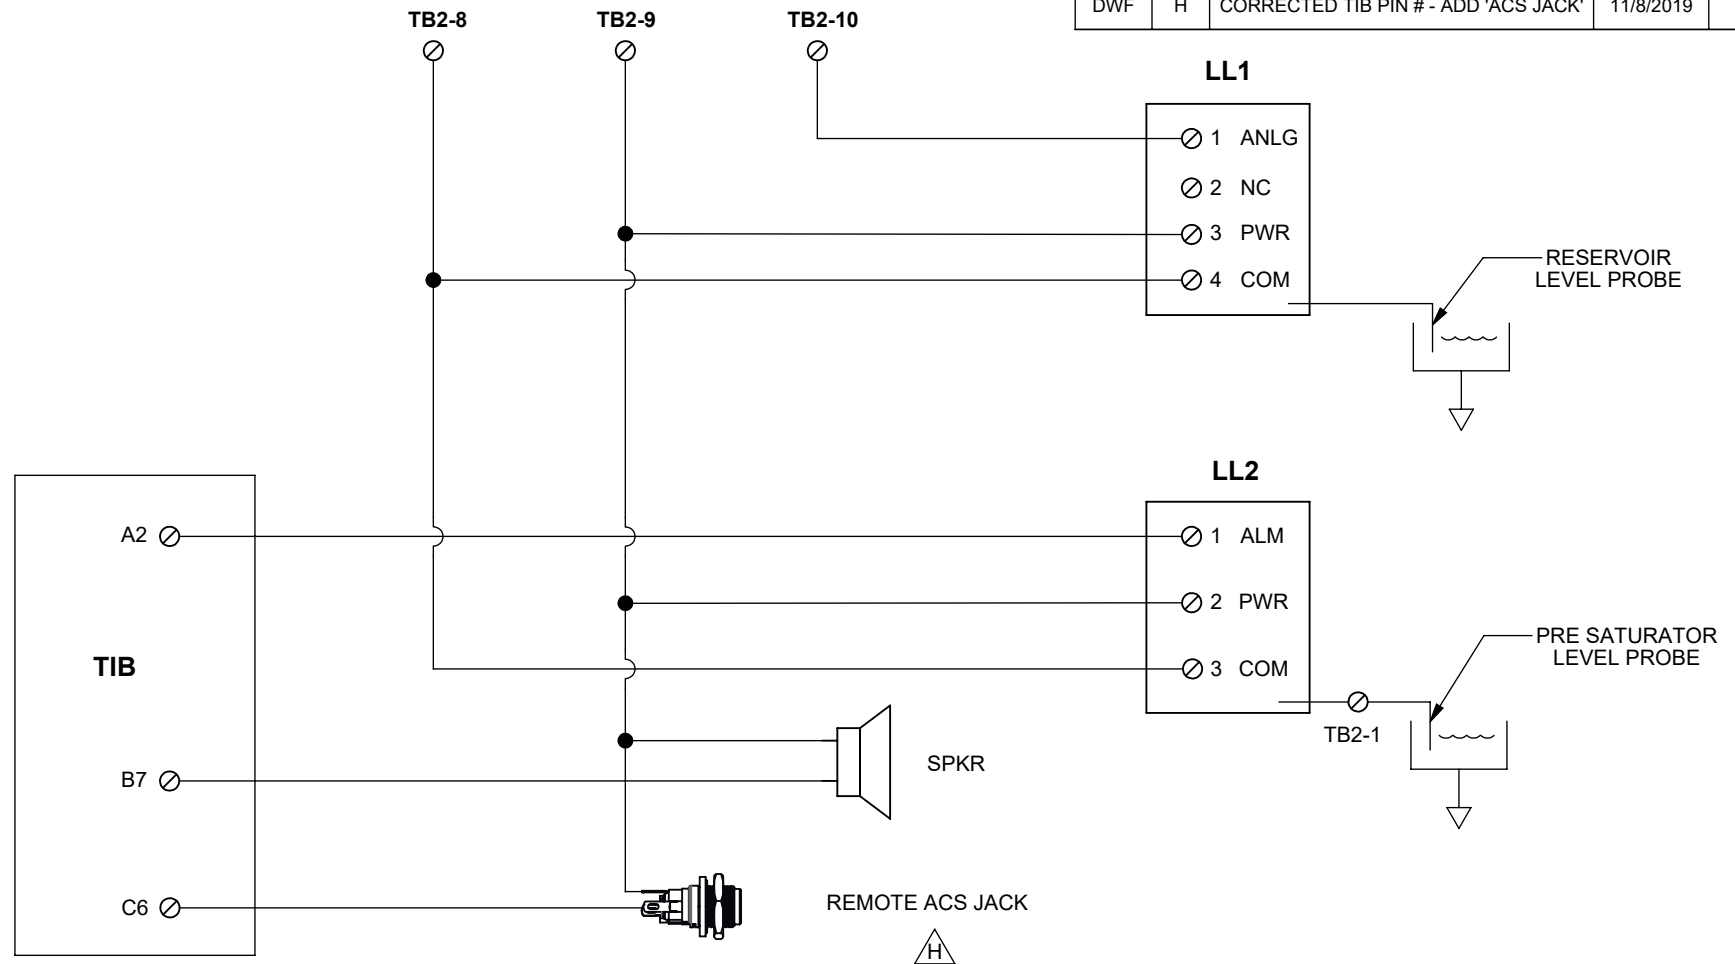 DWF H CORRECTED TIB PIN # - ADD 'ACS JACK' 11/8/2019
TB2-8 TB2-9 TB2-10
LL1
1 ANLG
2 NC
3 PWR
4 COM
RESERVOIR
LEVEL PROBE
LL2
1 ALM
2 PWR
3 COM
PRE SATURATOR
LEVEL PROBE
TB2-1
A2
TIB
B7
C6
SPKR
REMOTE ACS JACK
H